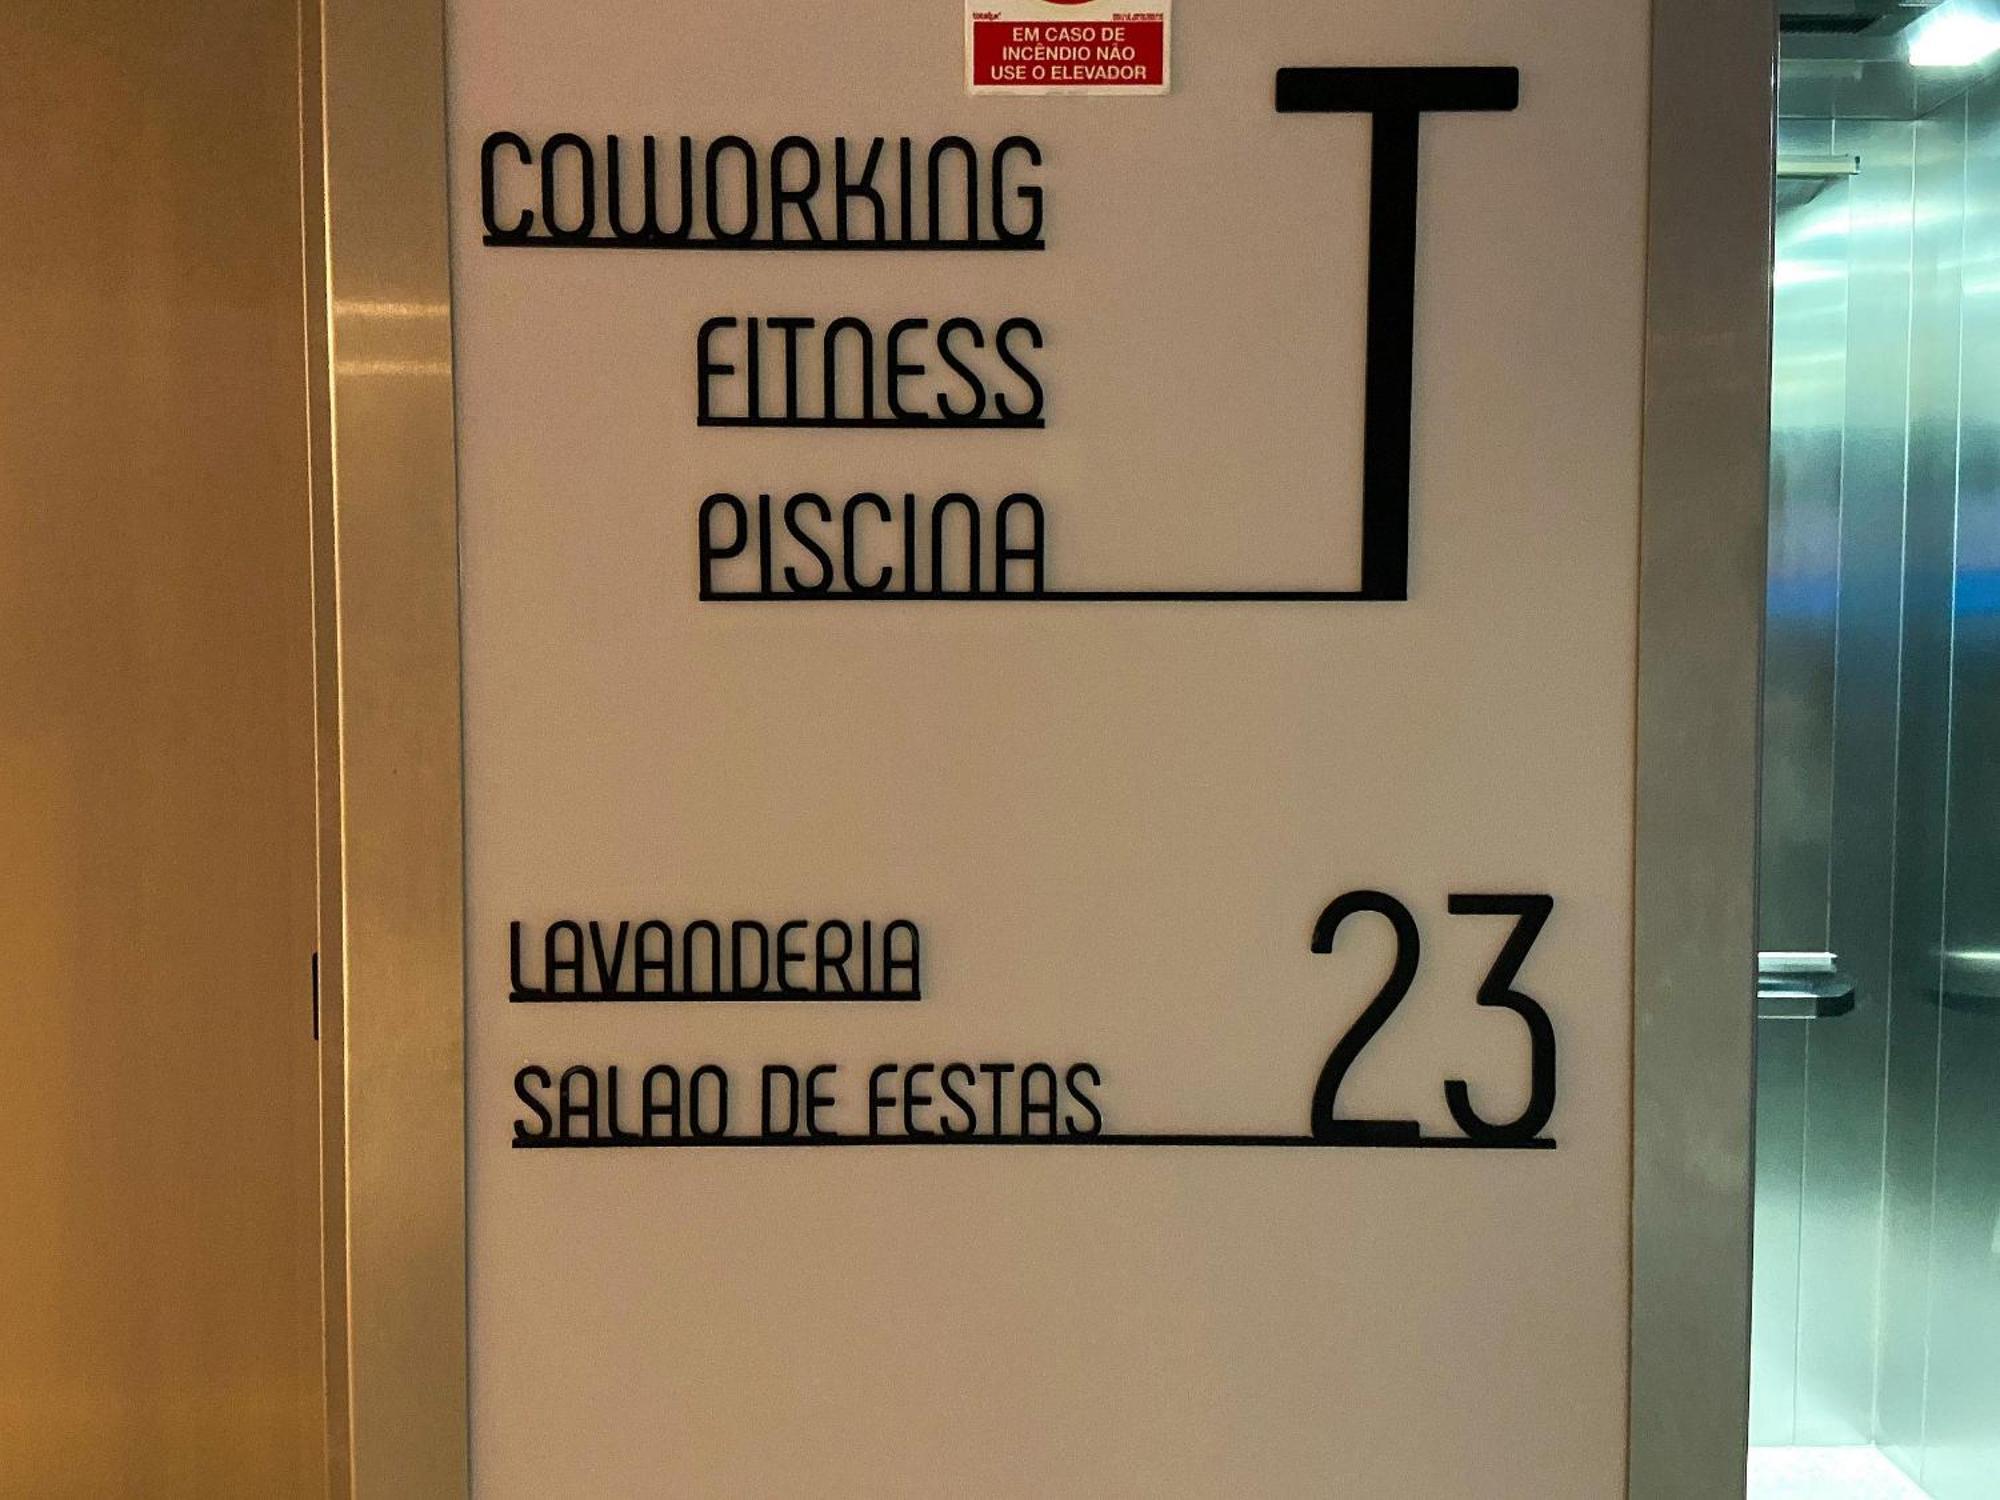 EM CASO DE
INCÊNDIO NÃO
USE O ELEVADOR
T
COWORKING
FITNESS
PISCINA
23
LAVANDERIA
SALAO DE FESTAS